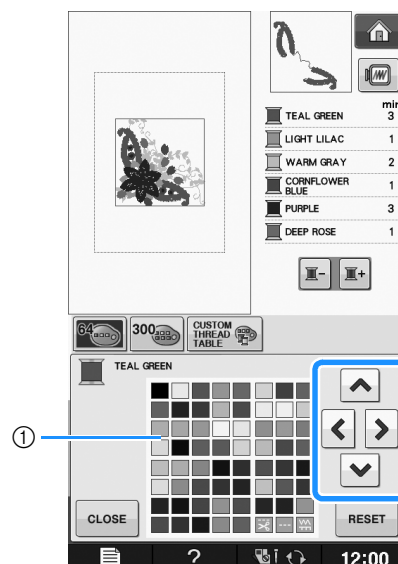 min
TEAL GREEN 3
LIGHT LILAC 1
WARM GRAY 2
CORNFLOWER
BLUE 1
PURPLE 3
DEEP ROSE 1
- +
64 300 CUSTOM
THREAD
TABLE
TEAL GREEN
①
CLOSE
RESET
? 12:00